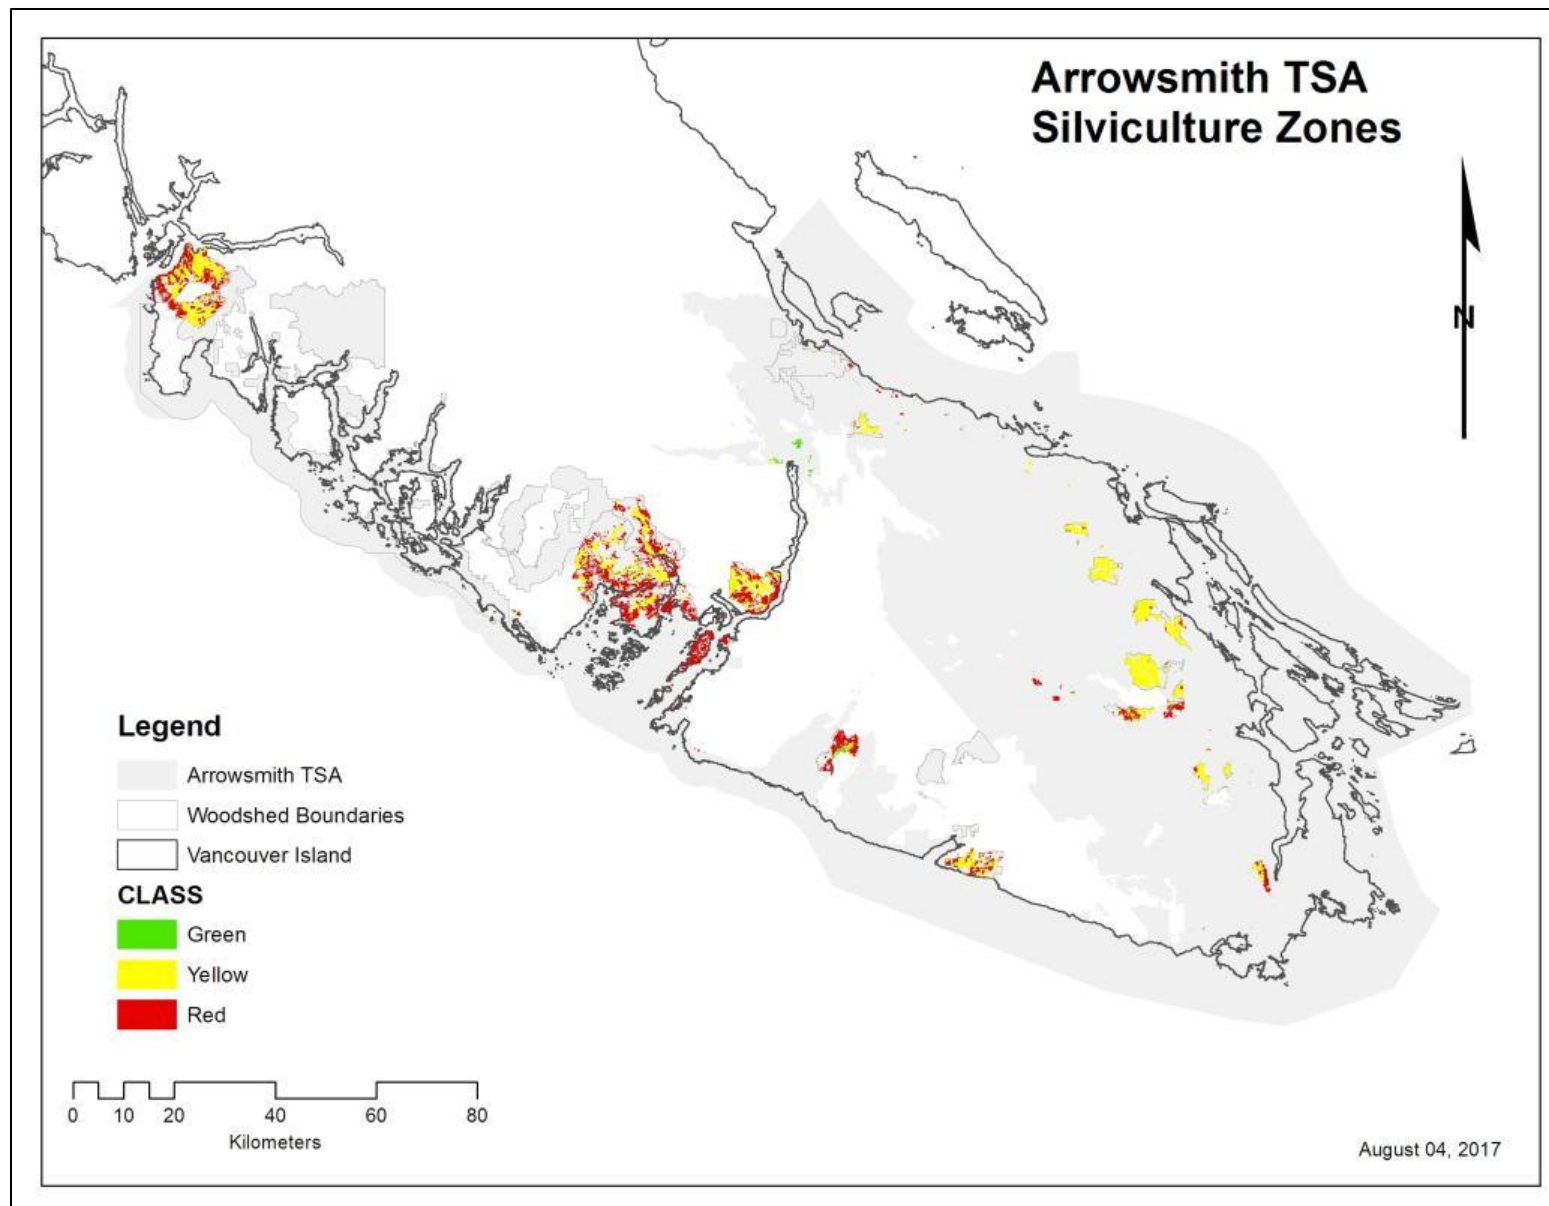 Arrowsmith TSA
Silviculture Zones
N
Legend
Arrowsmith TSA
Woodshed Boundaries
Vancouver Island
CLASS
Green
Yellow
Red
0 10 20 40 60 80
Kilometers
August 04, 2017